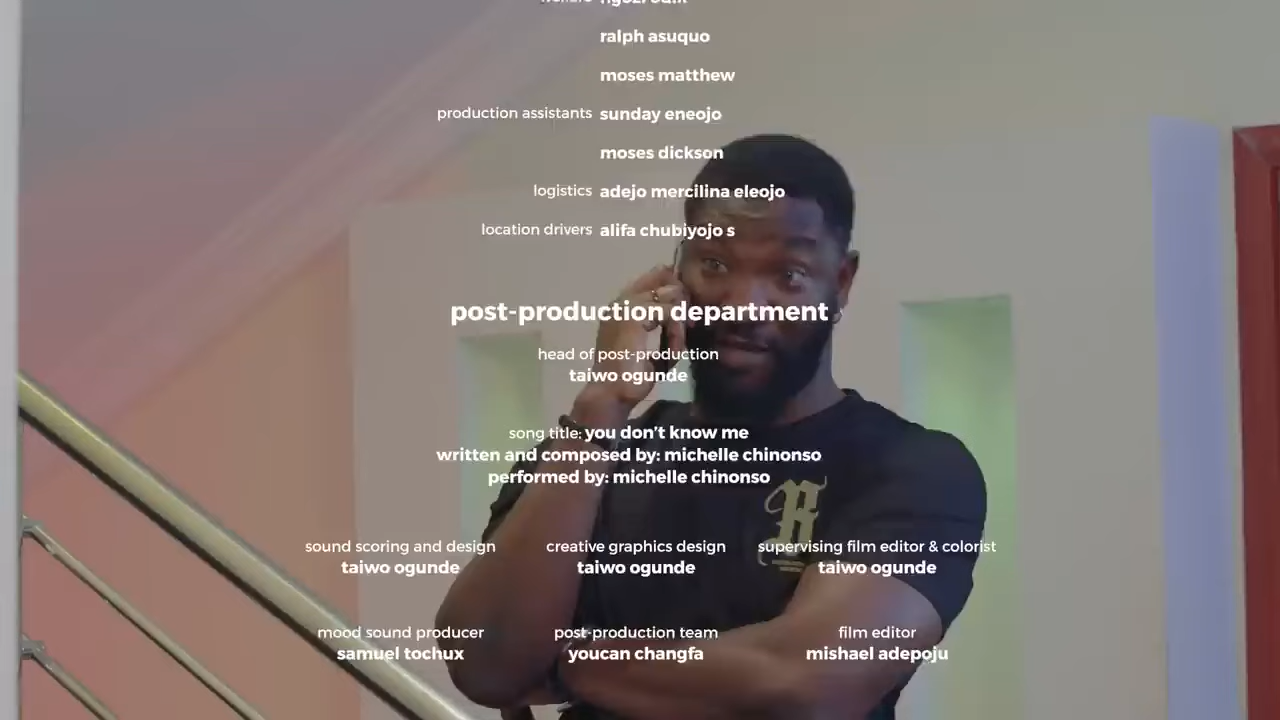 ralph asuquo
moses matthew
production assistants sunday eneojo
moses dickson
logistics adejo mercilina eleojo
location drivers alifa chubiyojo s
post-production department
head of post-production
taiwo ogunde
song title: you don't know me
written and composed by: michelle chinonso
performed by: michelle chinonso
sound scoring and design
taiwo ogunde
creative graphics design
taiwo ogunde
supervising film editor & colorist
taiwo ogunde
mood sound producer
samuel tochux
post-production team
youcan changfa
film editor
mishael adepoju